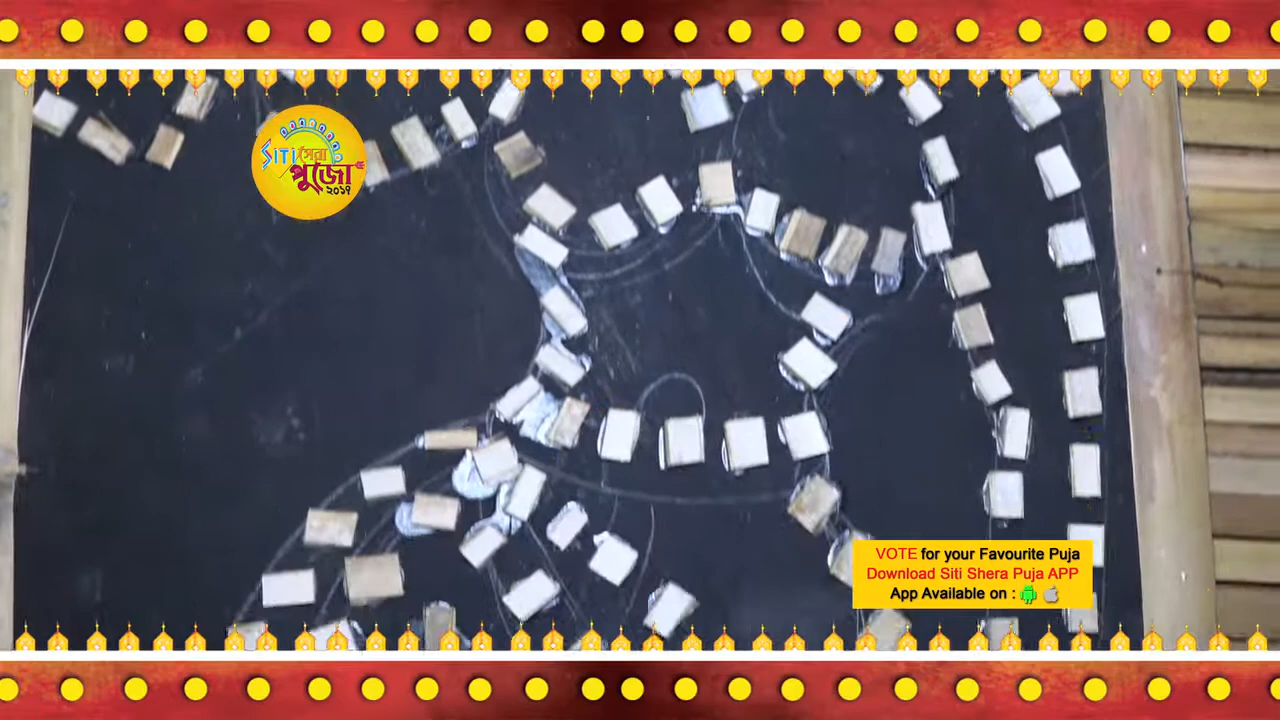 SITI সেরা
পুজো
২০১৭
VOTE for your Favourite Puja
Download Siti Shera Puja APP
App Available on :